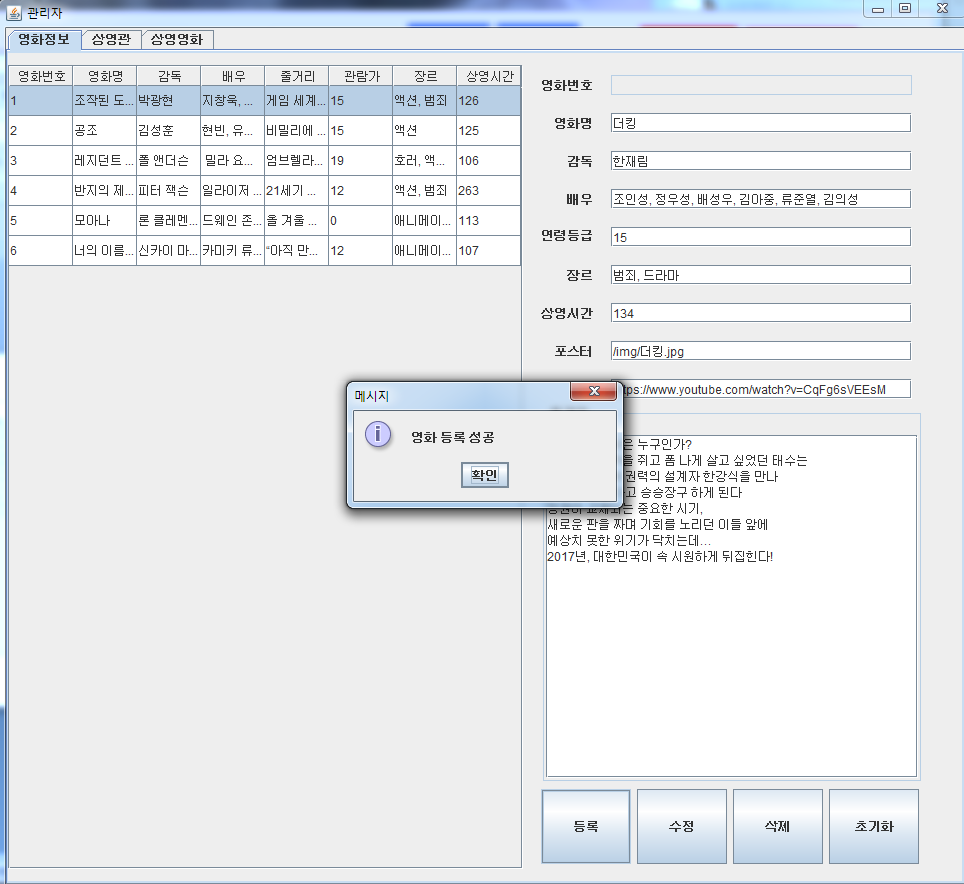 관리자
영화정보 상영관 상영영화
영화번호 영화명 감독 배우 줄거리 관람가 장르 상영시간
1 조작된 도... 박광현 지창욱, ... 게임 세계... 15 액션, 범죄 126
2 공조 김성훈 현빈, 유... 비밀리에 ... 15 액션 125
3 레지던트 ... 폴 앤더슨 밀라 요... 엄브렐라... 19 호러, 액... 106
4 반지의 제... 피터 잭슨 일라이저 ... 21세기 ... 12 액션, 범죄 263
5 모아나 론 클레멘... 드웨인 존... 올 겨울 ... 0 애니메이... 113
6 너의 이름... 신카이 마... 카미키 류... “아직 만... 12 애니메이... 107
영화번호
영화명 더킹
감독 한재림
배우 조인성, 정우성, 배성우, 김아중, 류준열, 김의성
연령등급 15
장르 범죄, 드라마
상영시간 134
포스터 /img/더킹.jpg
tps://www.youtube.com/watch?v=CqFg6sVEEsM
메시지
영화 등록 성공
확인
은 누구인가?
을 쥐고 폼 나게 살고 싶었던 태수는
권력의 설계자 한강식을 만나
고 승승장구 하게 된다
중요한 시기,
새로운 판을 짜며 기회를 노리던 이들 앞에
예상치 못한 위기가 닥치는데…
2017년, 대한민국이 속 시원하게 뒤집힌다!
등록 수정 삭제 초기화